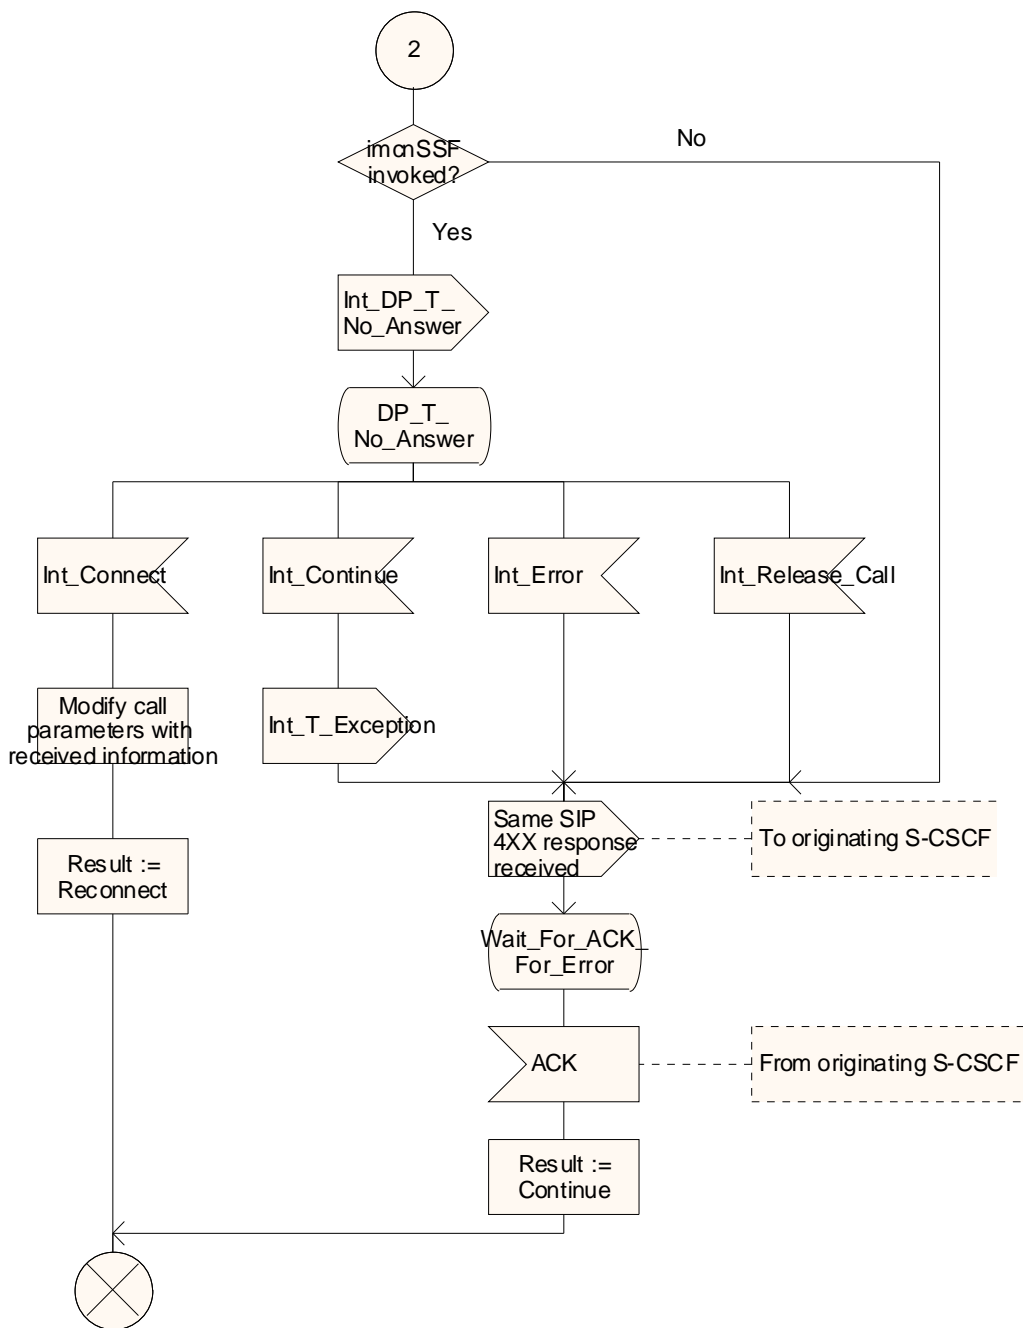 2
imcnSSF
invoked?
No
Yes
Int_DP_T_
No_Answer
DP_T_
No_Answer
Int_Connect
Int_Continue
Int_Error
Int_Release_Call
Modify call
parameters with
received information
Int_T_Exception
Same SIP
4XX response
received
To originating S-CSCF
Result :=
Reconnect
Wait_For_ACK_
For_Error
ACK
From originating S-CSCF
Result :=
Continue